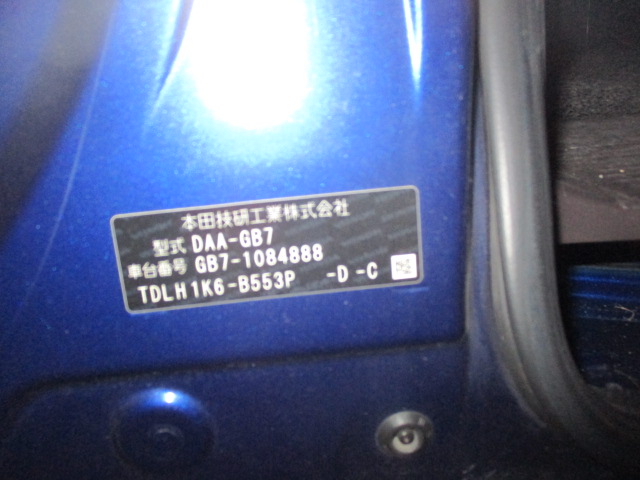 本田技研工業株式会社
型式 DAA-GB7
車台番号 GB7-1084888
TDLH1K6-B553P -D -C